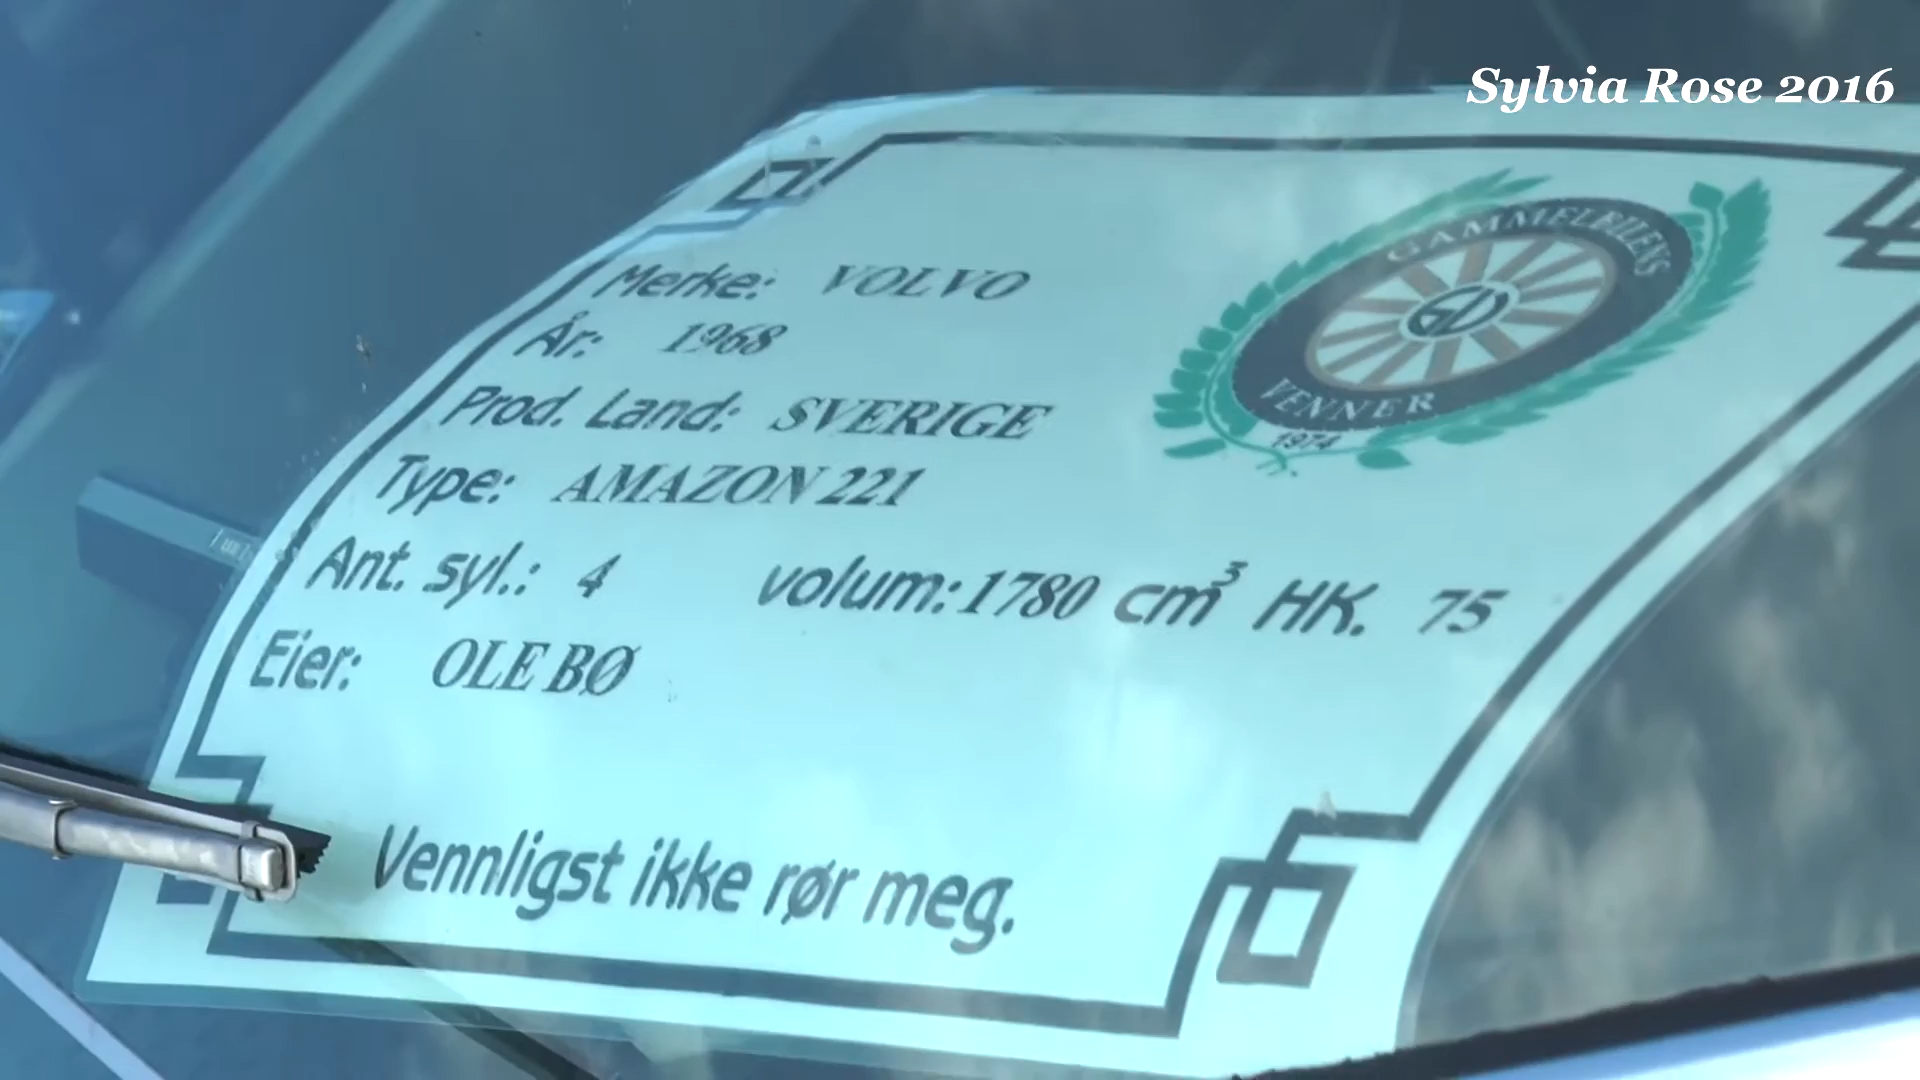 Sylvia Rose 2016
GAMMELBILENS
GV
VENNER
1974
Merke: VOLVO
År: 1968
Prod. Land: SVERIGE
Type: AMAZON 221
Ant. syl.: 4 volum: 1780 cm³ HK. 75
Eier: OLE BØ
Vennligst ikke rør meg.